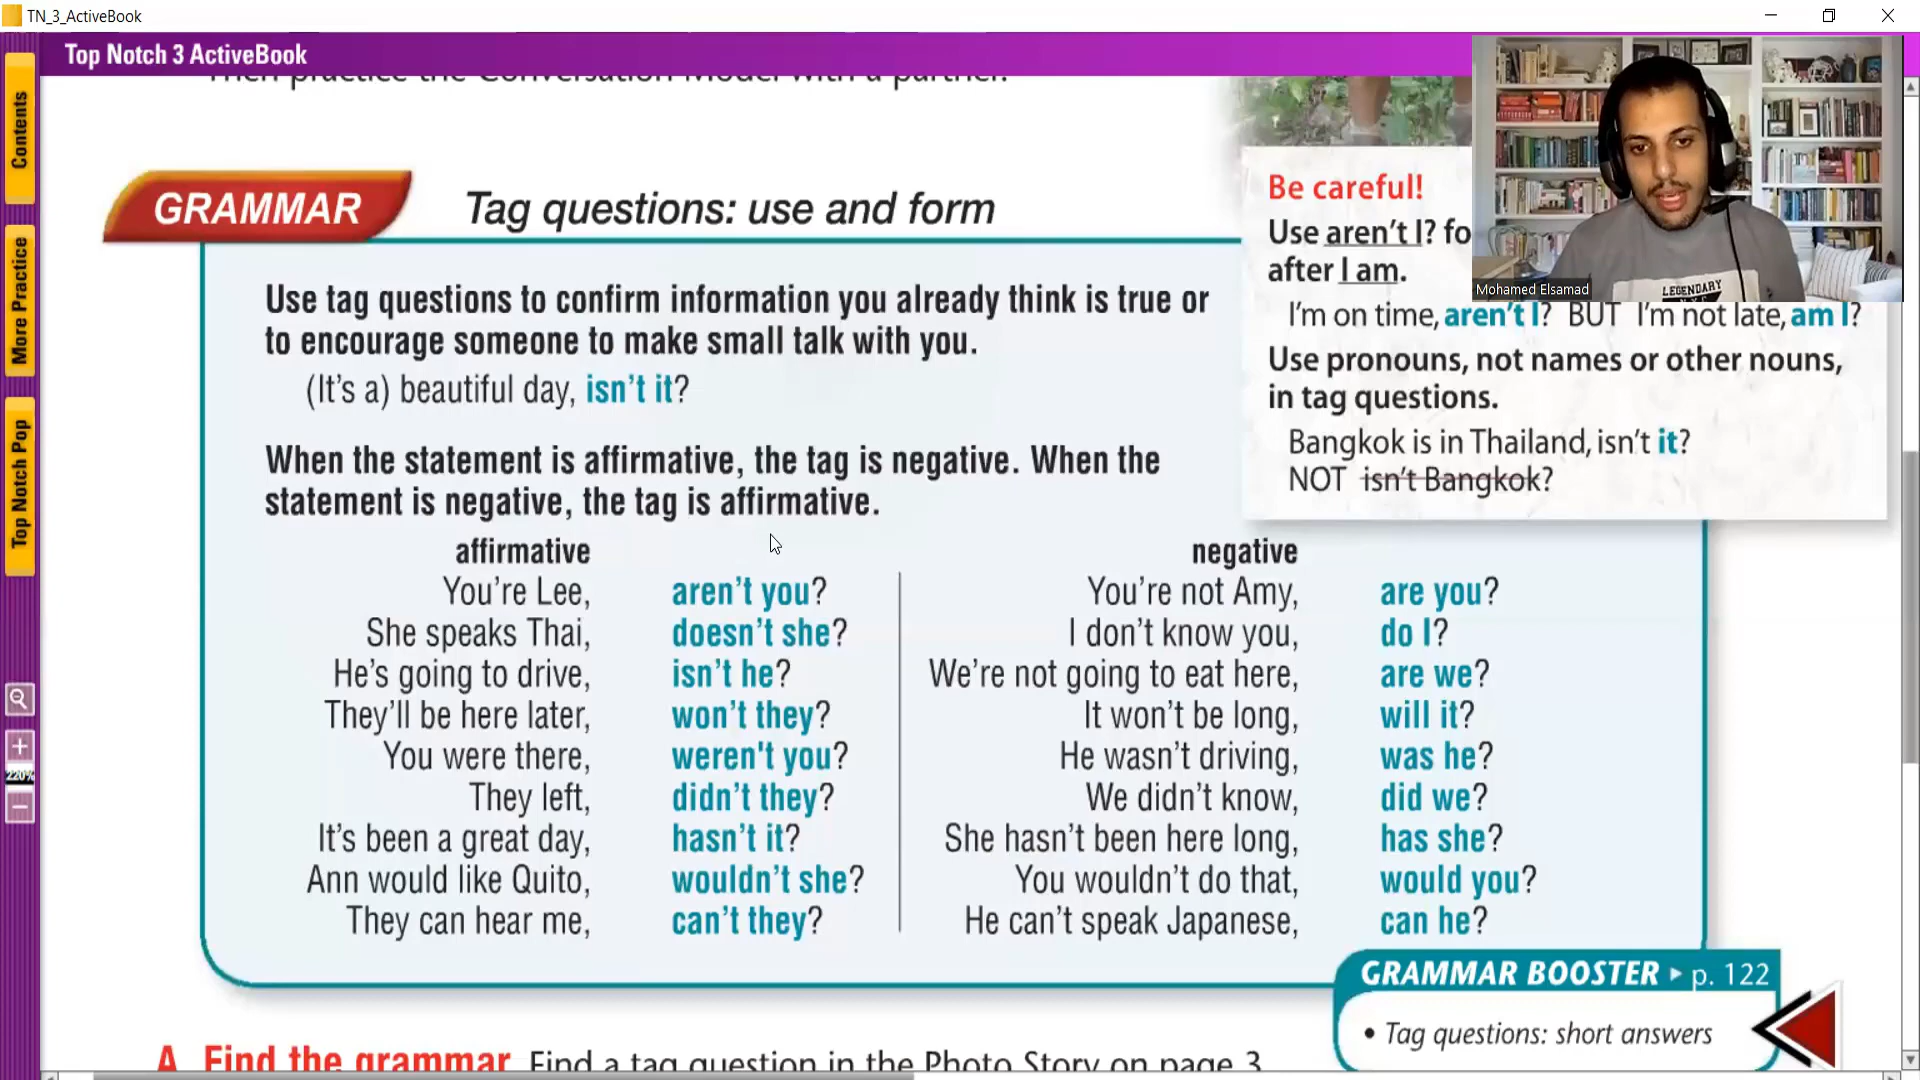 TN_3_ActiveBook
Top Notch 3 ActiveBook
Contents
More Practice
Top Notch Pop
220%
Then practice the Conversation Model with a partner.
GRAMMAR Tag questions: use and form
Use tag questions to confirm information you already think is true or
to encourage someone to make small talk with you.
(It's a) beautiful day, isn't it?
When the statement is affirmative, the tag is negative. When the
statement is negative, the tag is affirmative.
affirmative
You're Lee, aren't you?
She speaks Thai, doesn't she?
He's going to drive, isn't he?
They'll be here later, won't they?
You were there, weren't you?
They left, didn't they?
It's been a great day, hasn't it?
Ann would like Quito, wouldn't she?
They can hear me, can't they?
negative
You're not Amy, are you?
I don't know you, do I?
We're not going to eat here, are we?
It won't be long, will it?
He wasn't driving, was he?
We didn't know, did we?
She hasn't been here long, has she?
You wouldn't do that, would you?
He can't speak Japanese, can he?
Be careful!
Use aren't I? fo
after I am.
I'm on time, aren't I? BUT I'm not late, am I?
Use pronouns, not names or other nouns,
in tag questions.
Bangkok is in Thailand, isn't it?
NOT isn't Bangkok?
Mohamed Elsamad
LEGENDARY
GRAMMAR BOOSTER ▸ p. 122
• Tag questions: short answers
A Find the grammar Find a tag question in the Photo Story on page 3.